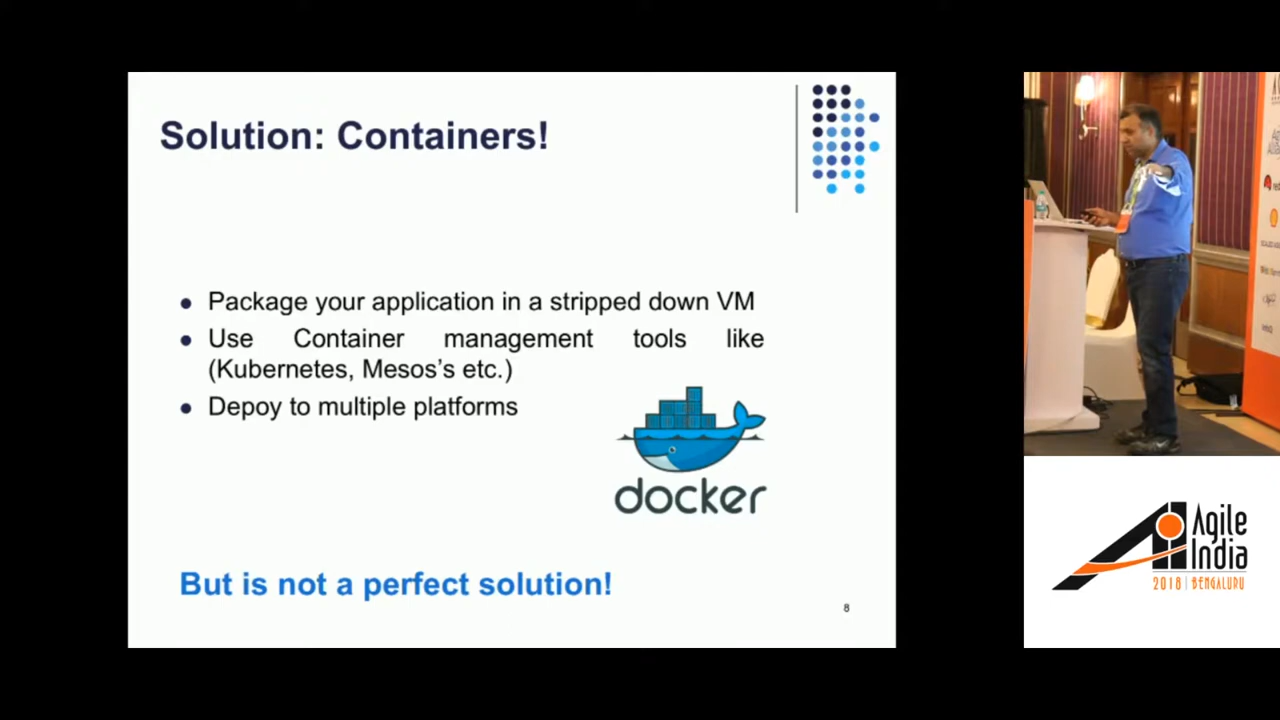 Solution: Containers!
Package your application in a stripped down VM
Use Container management tools like
(Kubernetes, Mesos's etc.)
Depoy to multiple platforms
docker
But is not a perfect solution!
8
Agile
India
2018 | BENGALURU